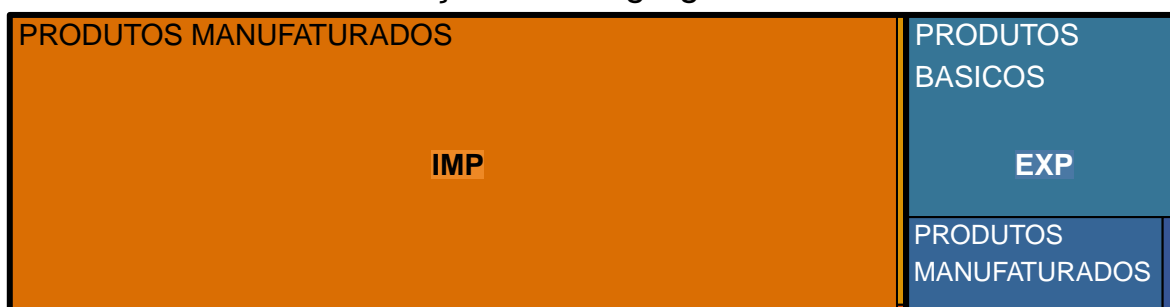 PRODUTOS MANUFATURADOS
IMP
PRODUTOS
BASICOS
EXP
PRODUTOS
MANUFATURADOS